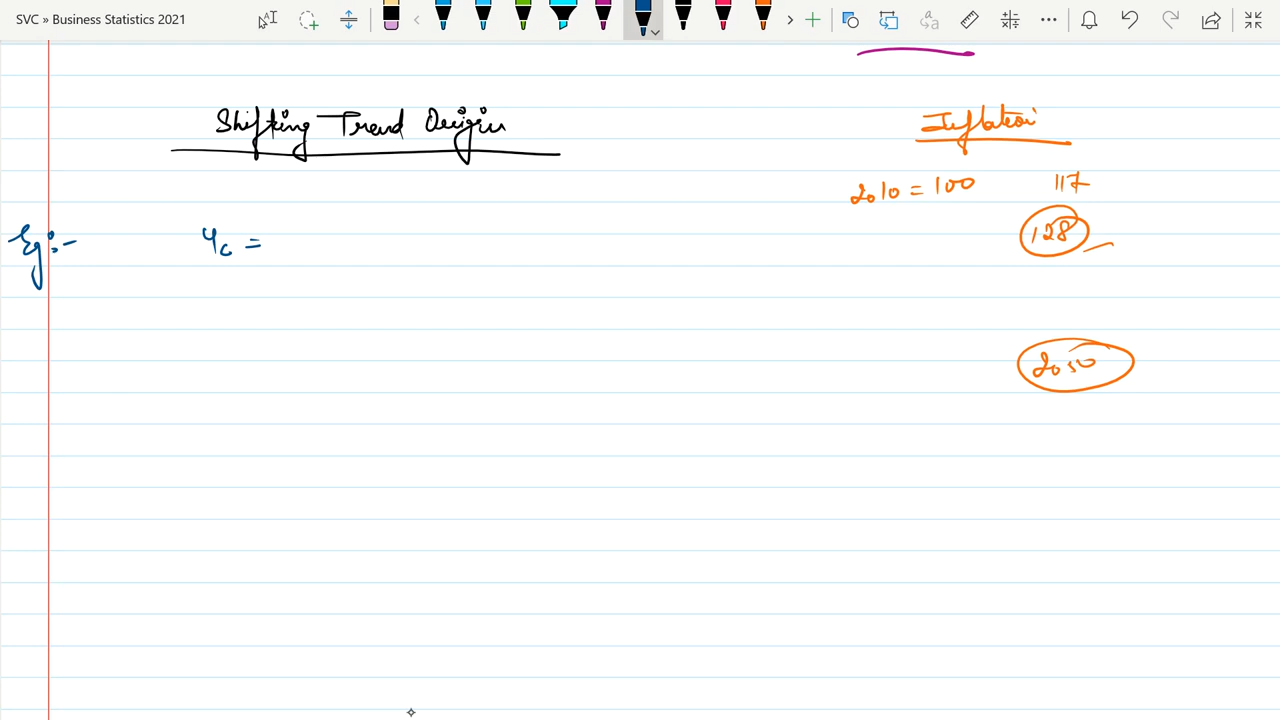 SVC » Business Statistics 2021
Shifting Trend Origin
Inflation
2010 = 100 117
Eg:- Yc =
128
2050